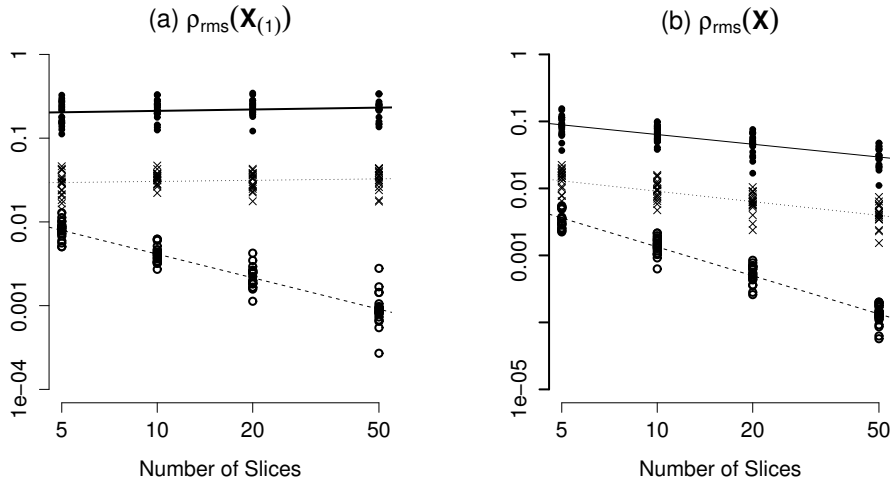 (a) ρrms(X(1))
1
0.1
0.01
0.001
1e−04
5 10 20 50
Number of Slices
(b) ρrms(X)
1
0.1
0.01
0.001
1e−05
5 10 20 50
Number of Slices